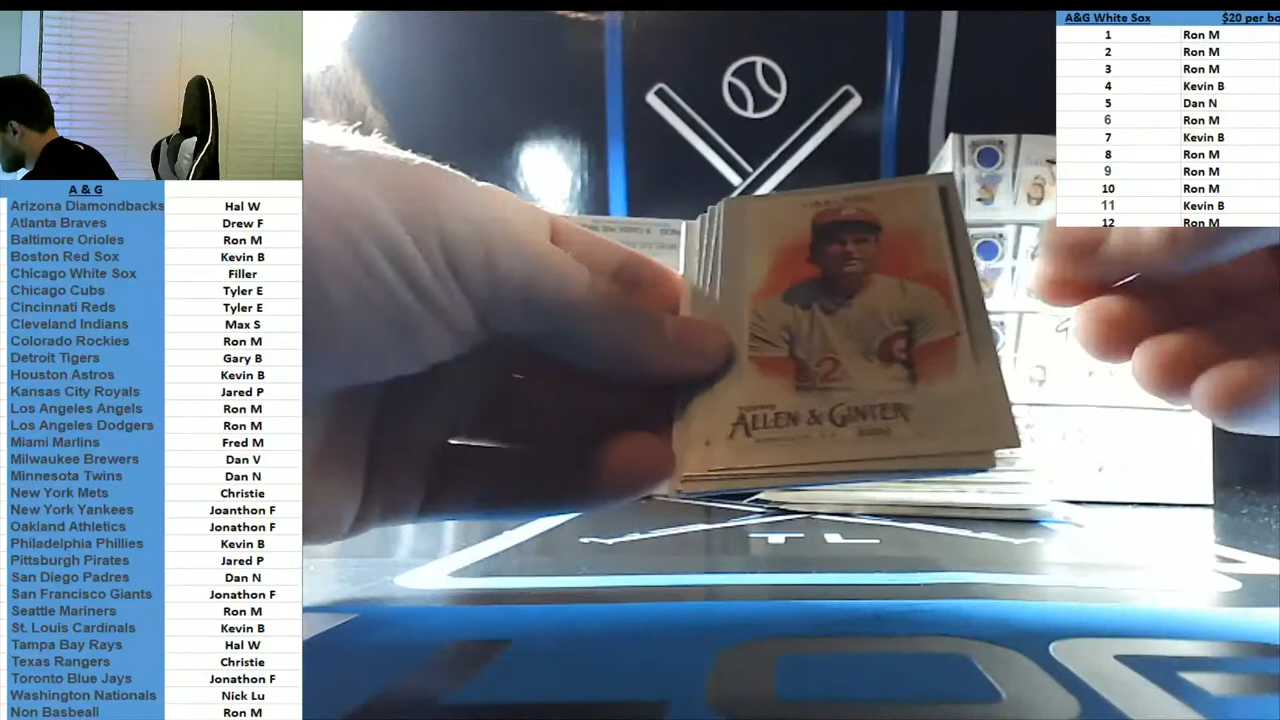 A & G
Arizona Diamondbacks Hal W
Atlanta Braves Drew F
Baltimore Orioles Ron M
Boston Red Sox Kevin B
Chicago White Sox Filler
Chicago Cubs Tyler E
Cincinnati Reds Tyler E
Cleveland Indians Max S
Colorado Rockies Ron M
Detroit Tigers Gary B
Houston Astros Kevin B
Kansas City Royals Jared P
Los Angeles Angels Ron M
Los Angeles Dodgers Ron M
Miami Marlins Fred M
Milwaukee Brewers Dan V
Minnesota Twins Dan N
New York Mets Christie
New York Yankees Joanthon F
Oakland Athletics Jonathon F
Philadelphia Phillies Kevin B
Pittsburgh Pirates Jared P
San Diego Padres Dan N
San Francisco Giants Jonathon F
Seattle Mariners Ron M
St. Louis Cardinals Kevin B
Tampa Bay Rays Hal W
Texas Rangers Christie
Toronto Blue Jays Jonathon F
Washington Nationals Nick Lu
Non Basbeall Ron M
ALLEN & GINTER
TL
A&G White Sox $20 per bo
1 Ron M
2 Ron M
3 Ron M
4 Kevin B
5 Dan N
6 Ron M
7 Kevin B
8 Ron M
9 Ron M
10 Ron M
11 Kevin B
12 Ron M